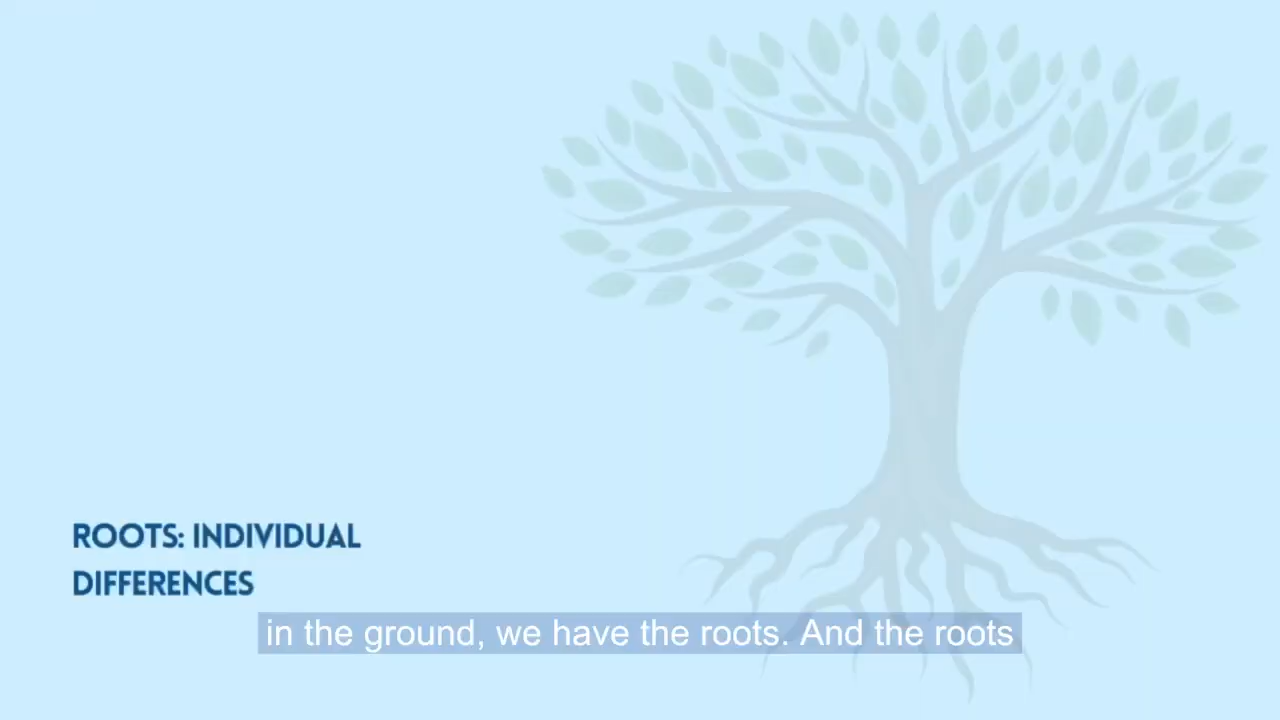 ROOTS: INDIVIDUAL
DIFFERENCES
in the ground, we have the roots. And the roots